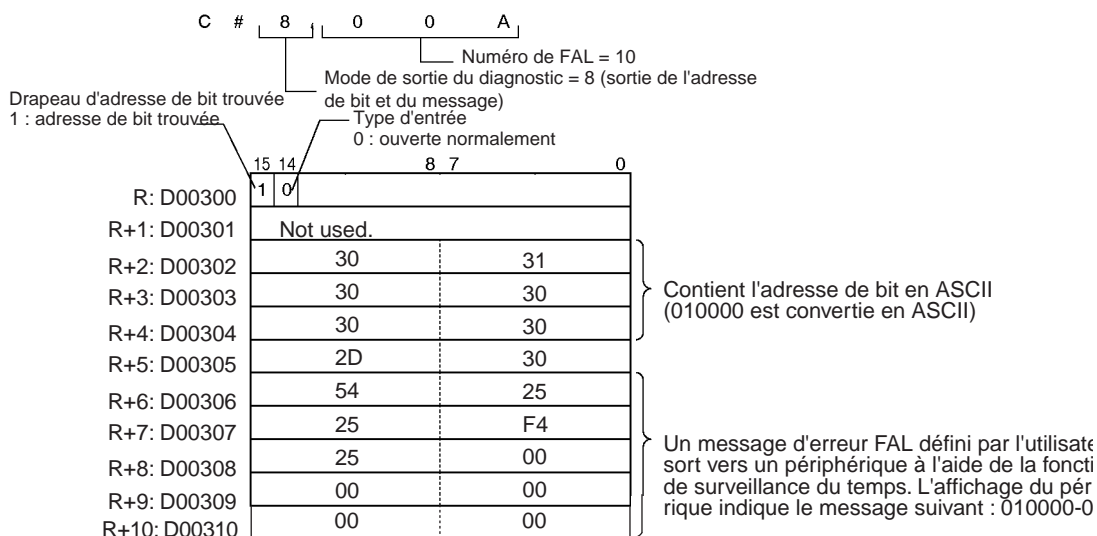 C # 8 0 0 A
Numéro de FAL = 10
Mode de sortie du diagnostic = 8 (sortie de l'adresse
de bit et du message)
Drapeau d'adresse de bit trouvée
1 : adresse de bit trouvée
Type d'entrée
0 : ouverte normalement
15 14 8 7 0
R: D00300 1 0
R+1: D00301 Not used.
R+2: D00302 30 31
R+3: D00303 30 30
R+4: D00304 30 30
Contient l'adresse de bit en ASCII
(010000 est convertie en ASCII)
R+5: D00305 2D 30
R+6: D00306 54 25
R+7: D00307 25 F4
R+8: D00308 25 00
R+9: D00309 00 00
R+10: D00310 00 00
Un message d'erreur FAL défini par l'utilisate
sort vers un périphérique à l'aide de la foncti
de surveillance du temps. L'affichage du pér
rique indique le message suivant : 010000-0